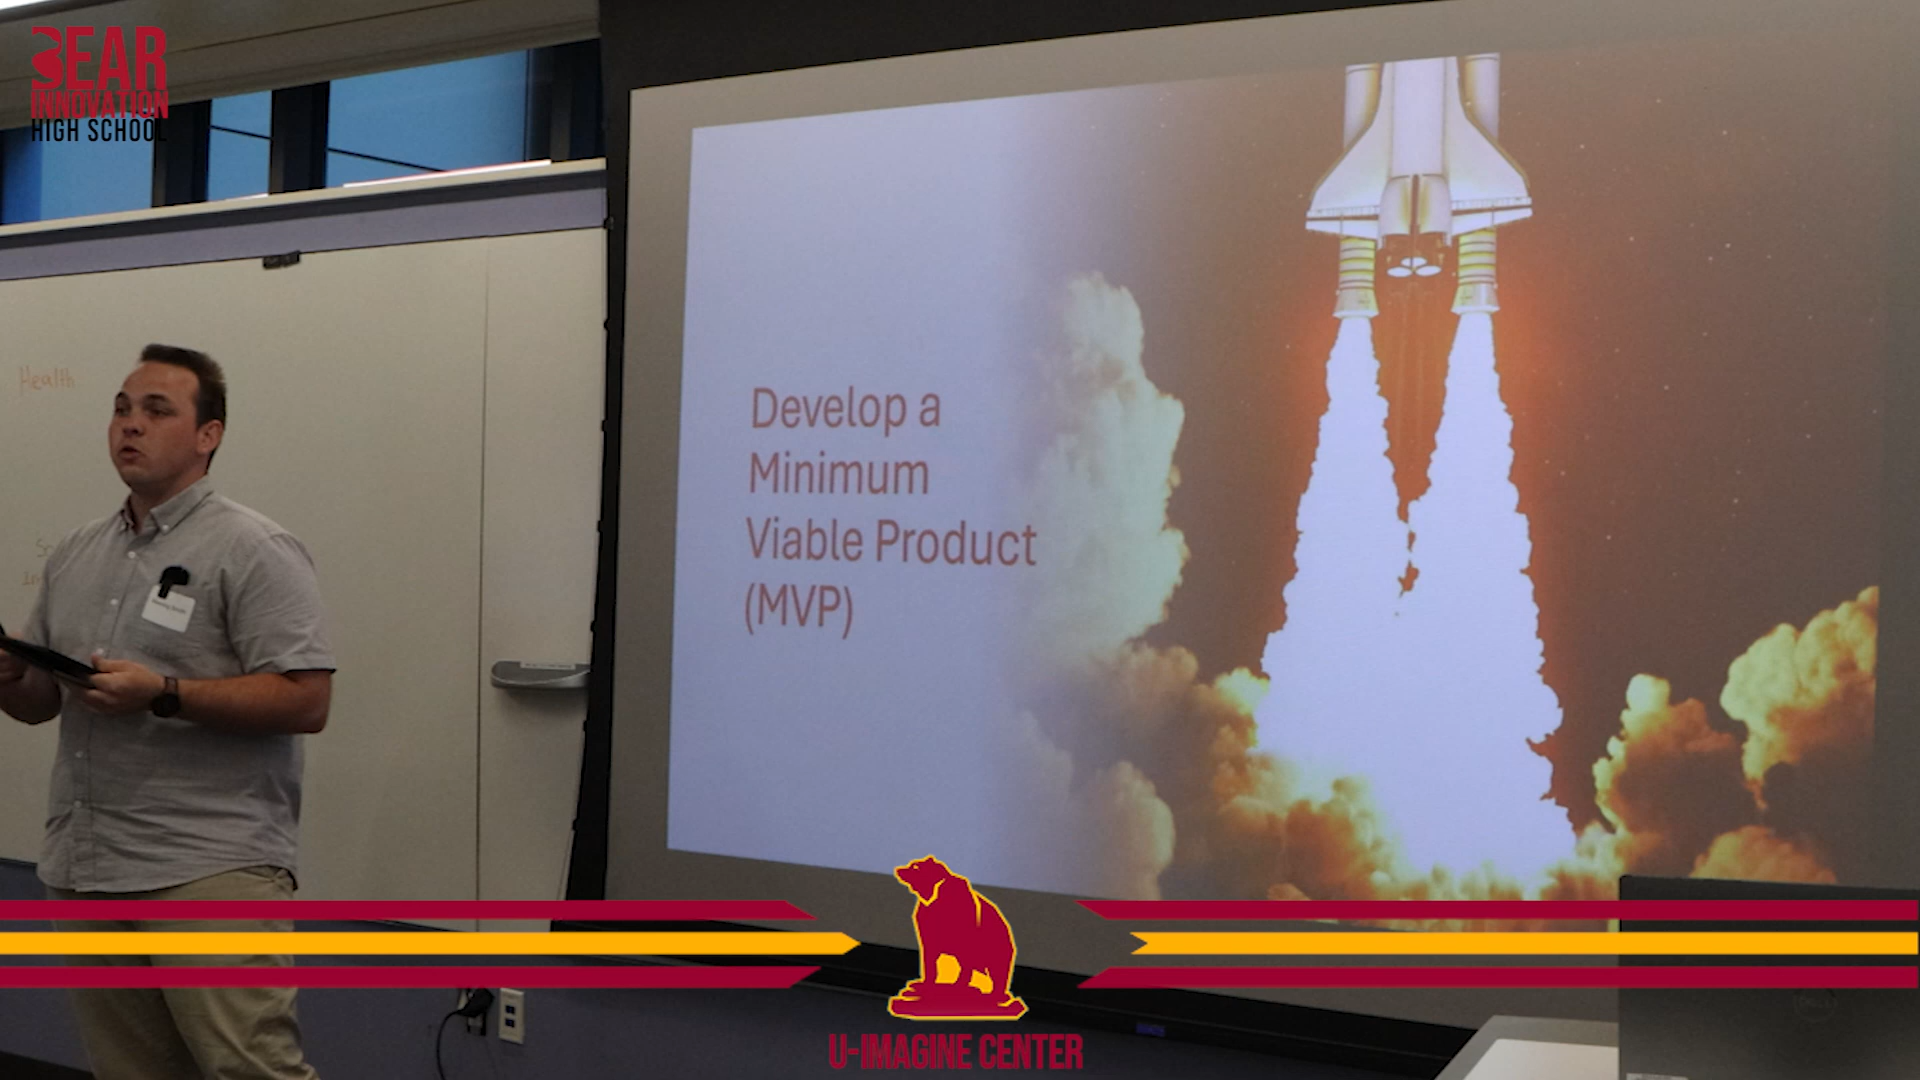 BEAR
INNOVATION
HIGH SCHOOL
Health
Develop a
Minimum
Viable Product
(MVP)
U-IMAGINE CENTER